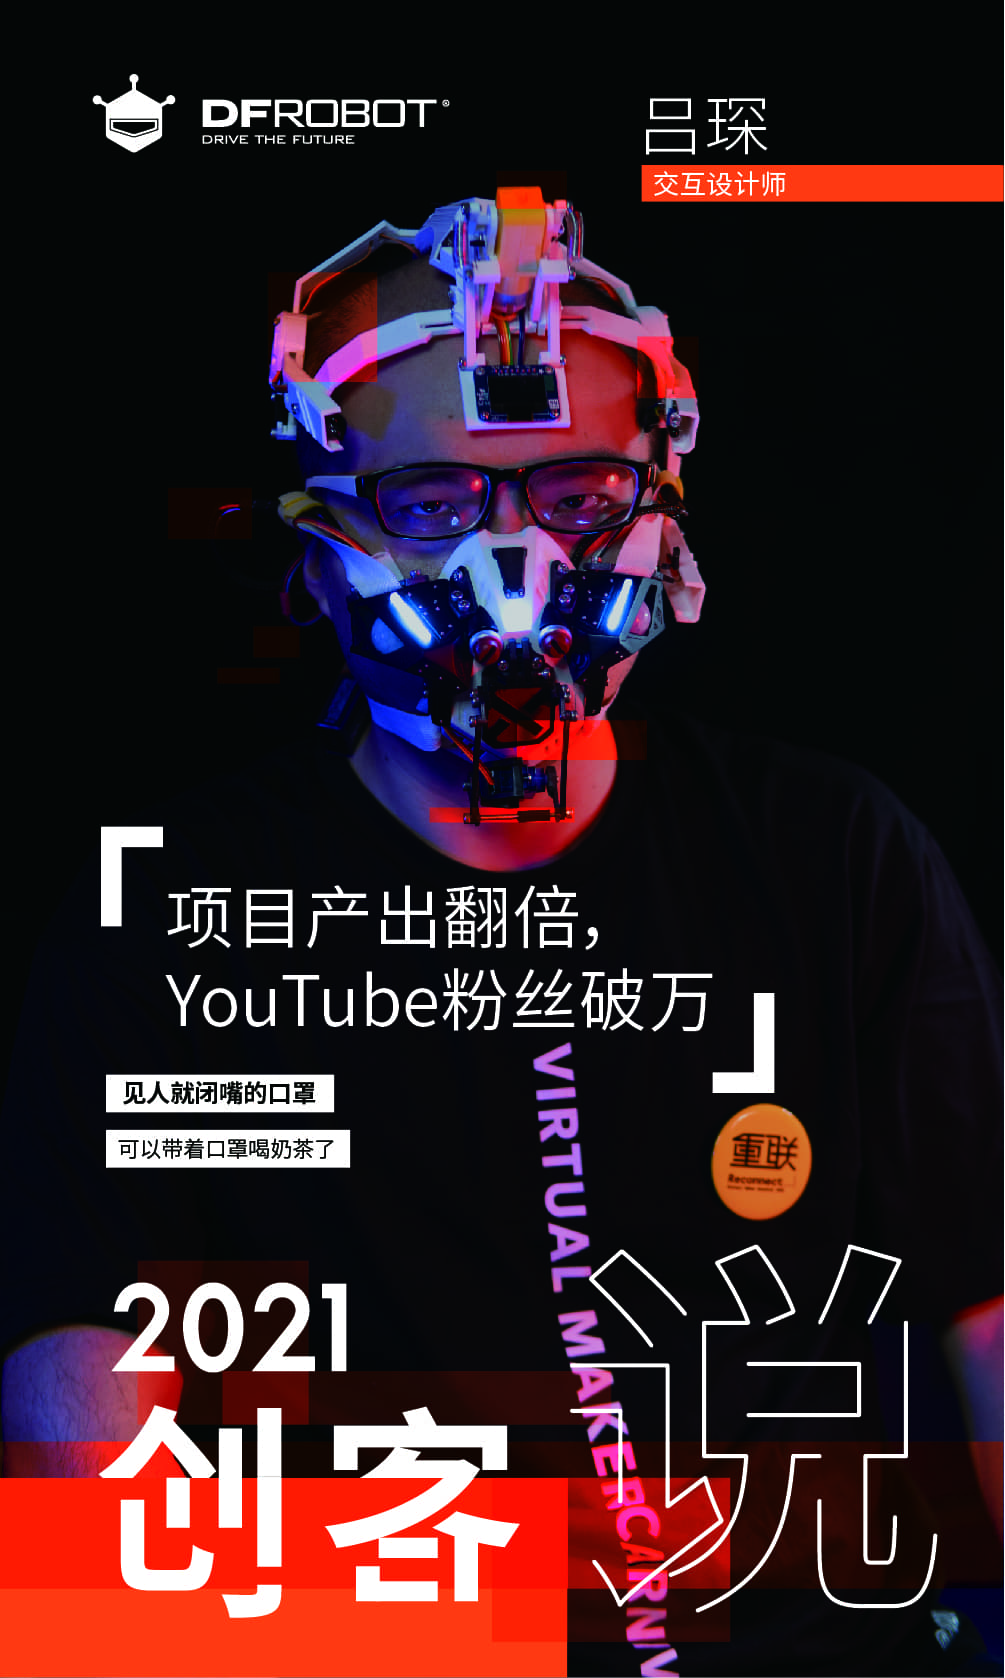 DFROBOT®
DRIVE THE FUTURE
吕琛
交互设计师
「项目产出翻倍，
YouTube粉丝破万」
见人就闭嘴的口罩
可以带着口罩喝奶茶了
VIRTUAL MAKERCARNIV
重联
Reconnect
2021
创客说